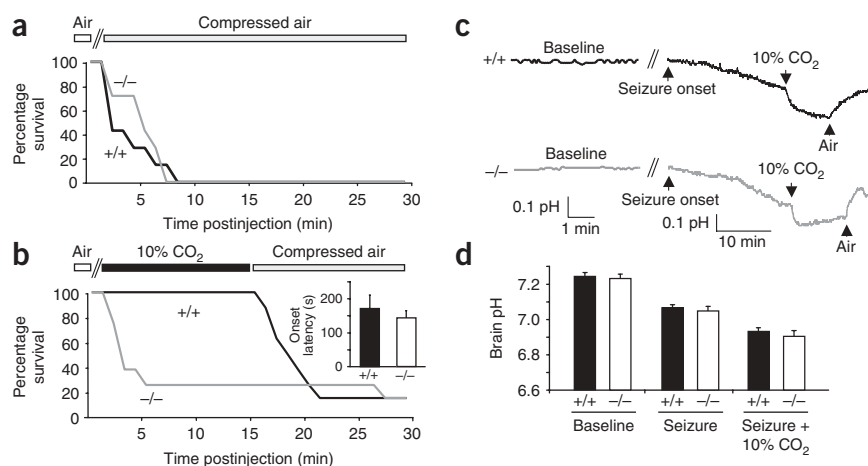 a
Air
Compressed air
Percentage
survival
100
80
60
40
20
0
–/–
+/+
5
10
15
20
25
30
Time postinjection (min)
b
Air
10% CO2
Compressed air
Percentage
survival
100
80
60
40
20
0
+/+
–/–
Onset
latency (s)
200
100
0
+/+
–/–
5
10
15
20
25
30
Time postinjection (min)
c
+/+
Baseline
Seizure onset
10% CO2
Air
–/–
Baseline
Seizure onset
10% CO2
Air
0.1 pH
1 min
0.1 pH
10 min
d
Brain pH
7.2
7.0
6.8
6.6
+/+ –/– +/+ –/– +/+ –/–
Baseline
Seizure
Seizure +
10% CO2